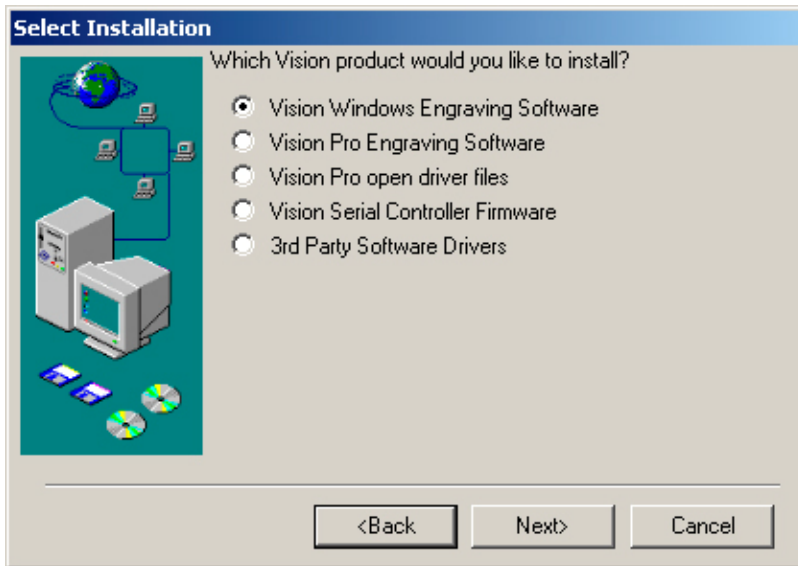 Select Installation
Which Vision product would you like to install?
Vision Windows Engraving Software
Vision Pro Engraving Software
Vision Pro open driver files
Vision Serial Controller Firmware
3rd Party Software Drivers
<Back Next> Cancel